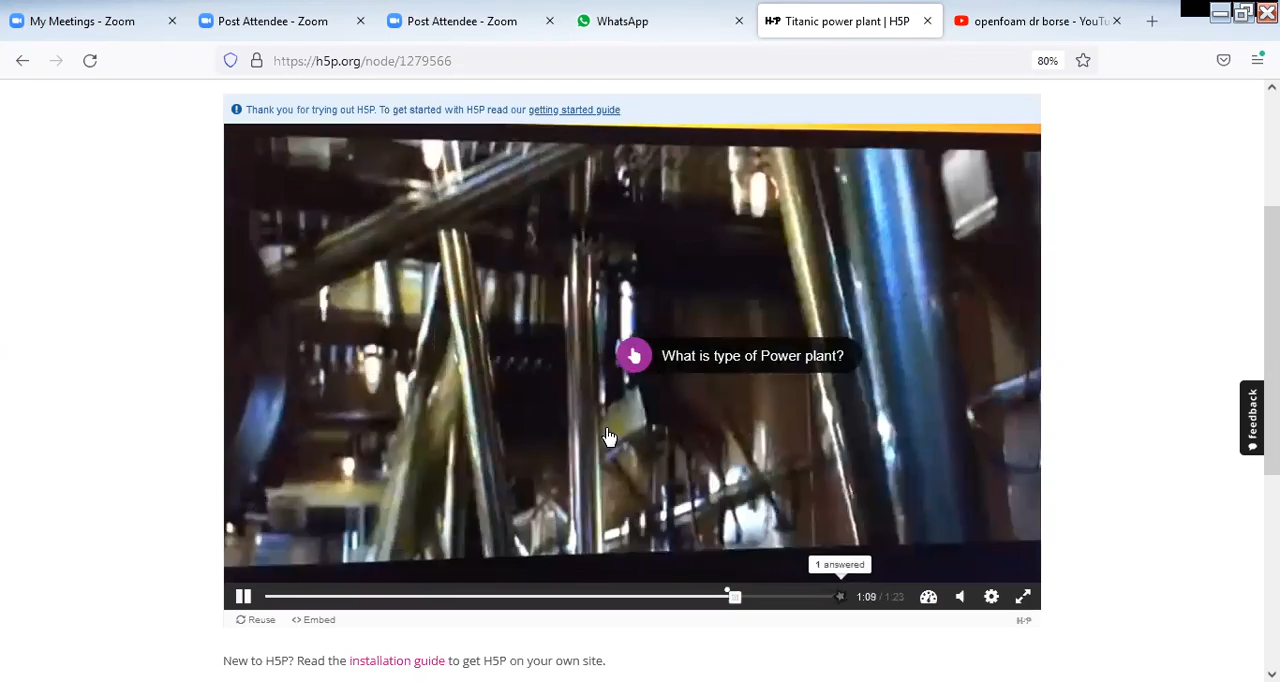 My Meetings - Zoom
Post Attendee - Zoom
Post Attendee - Zoom
WhatsApp
H-P Titanic power plant | H5P
openfoam dr borse - YouTu
https://h5p.org/node/1279566
80%
Thank you for trying out H5P. To get started with H5P read our getting started guide
What is type of Power plant?
feedback
1 answered
1:09 / 1:23
Reuse
<> Embed
H-P
New to H5P? Read the installation guide to get H5P on your own site.